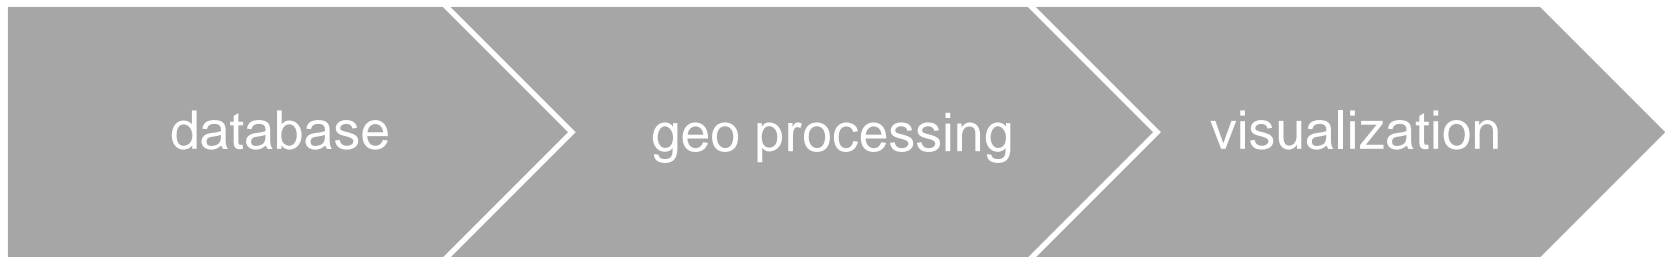 database
geo processing
visualization